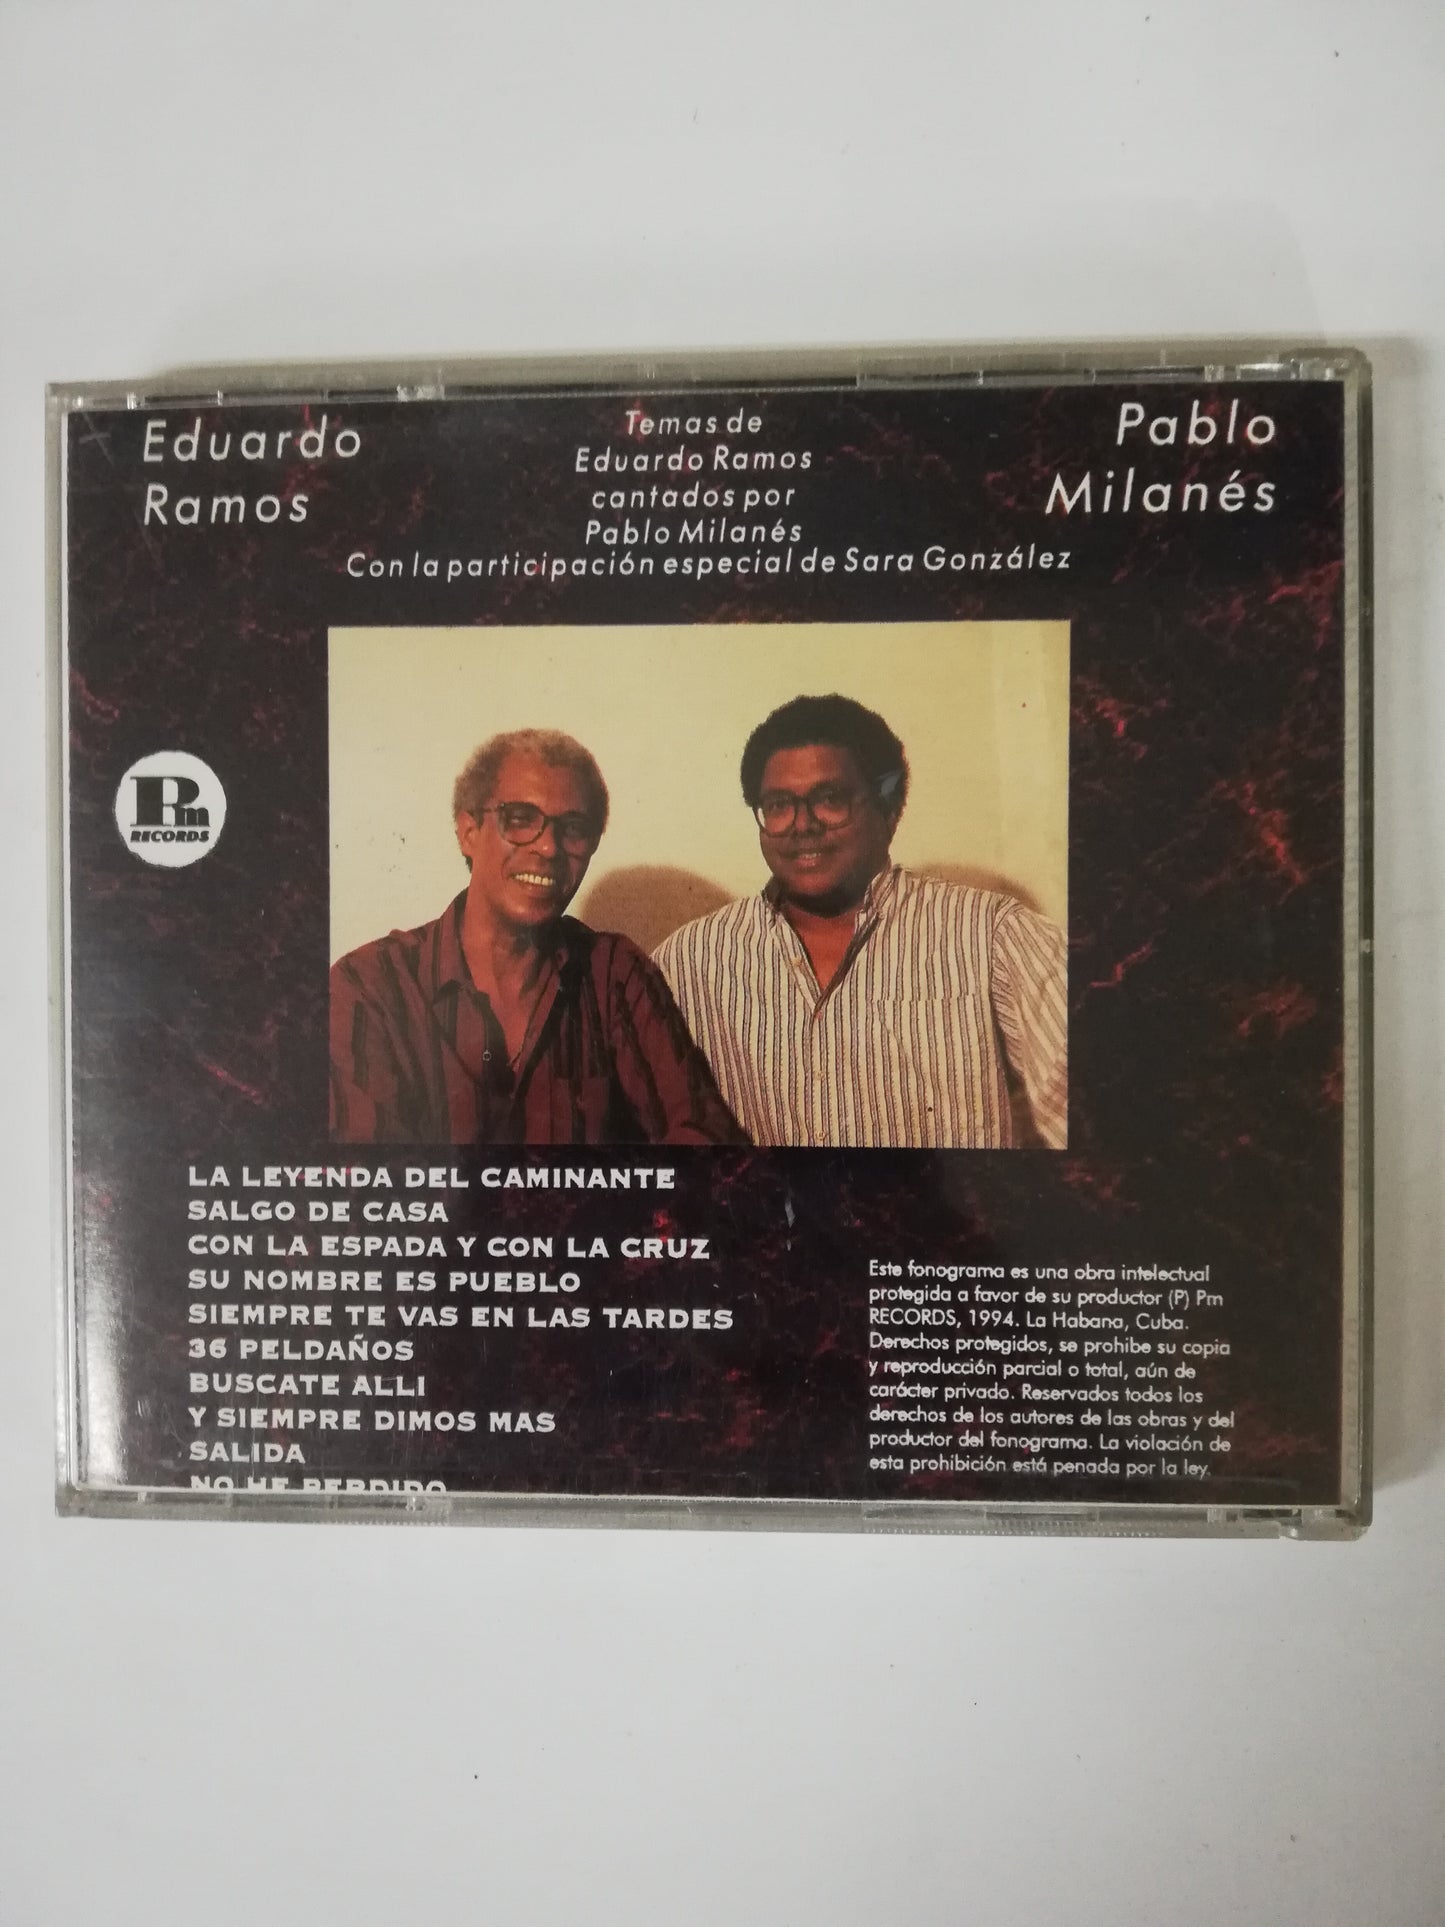 Eduardo
Ramos
Temas de
Eduardo Ramos
cantados por
Pablo Milanés
Con la participación especial de Sara González
Pablo
Milanés
Pm
RECORDS
LA LEYENDA DEL CAMINANTE
SALGO DE CASA
CON LA ESPADA Y CON LA CRUZ
SU NOMBRE ES PUEBLO
SIEMPRE TE VAS EN LAS TARDES
36 PELDAÑOS
BUSCATE ALLI
Y SIEMPRE DIMOS MAS
SALIDA
NO HE PERDIDO
Este fonograma es una obra intelectual
protegida a favor de su productor (P) Pm
RECORDS, 1994. La Habana, Cuba.
Derechos protegidos, se prohibe su copia
y reproducción parcial o total, aún de
carácter privado. Reservados todos los
derechos de los autores de las obras y del
productor del fonograma. La violación de
esta prohibición está penada por la ley.